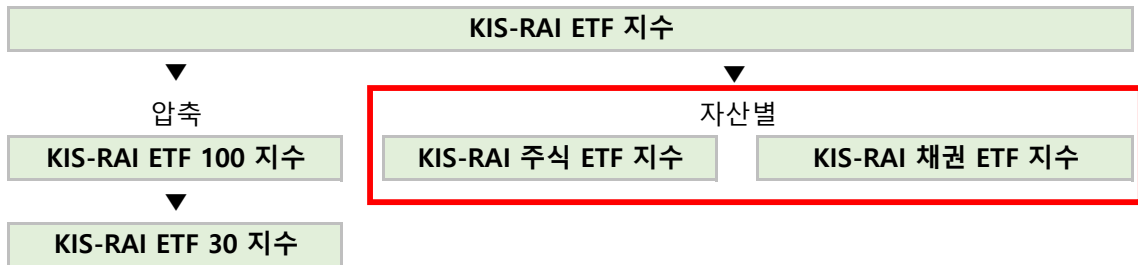 KIS-RAI ETF 지수
▼ ▼
압축 자산별
KIS-RAI ETF 100 지수 KIS-RAI 주식 ETF 지수 KIS-RAI 채권 ETF 지수
▼
KIS-RAI ETF 30 지수